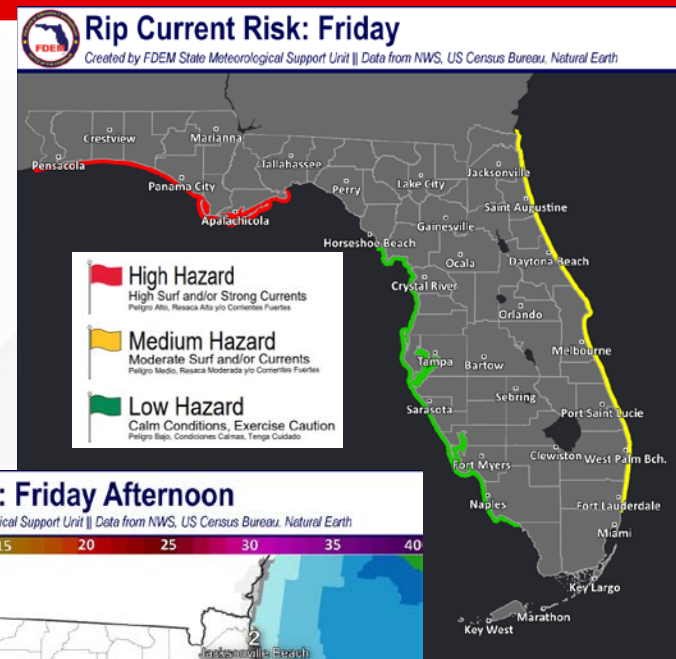 FDEM
Rip Current Risk: Friday
Created by FDEM State Meteorological Support Unit || Data from NWS, US Census Bureau. Natural Earth
Crestview
Marianna
Pensacola
Tallahassee
Jacksonville
Panama City
Perry
Lake City
Saint Augustine
Apalachicola
Gainesville
Horseshoe Beach
Ocala
Daytona Beach
Crystal River
Orlando
Melbourne
Tampa
Bartow
Sebring
Sarasota
Port Saint Lucie
Clewiston
West Palm Bch.
Fort Myers
Naples
Fort Lauderdale
Miami
Key Largo
Marathon
Key West
High Hazard
High Surf and/or Strong Currents
Peligro Alto, Resaca Alta y/o Corrientes Fuertes
Medium Hazard
Moderate Surf and/or Currents
Peligro Medio, Resaca Moderada y/o Corrientes Fuertes
Low Hazard
Calm Conditions, Exercise Caution
Peligro Bajo, Condiciones Calmas, Tenga Cuidado
: Friday Afternoon
ical Support Unit || Data from NWS, US Census Bureau. Natural Earth
15 20 25 30 35 40
2
Jacksonville Beach